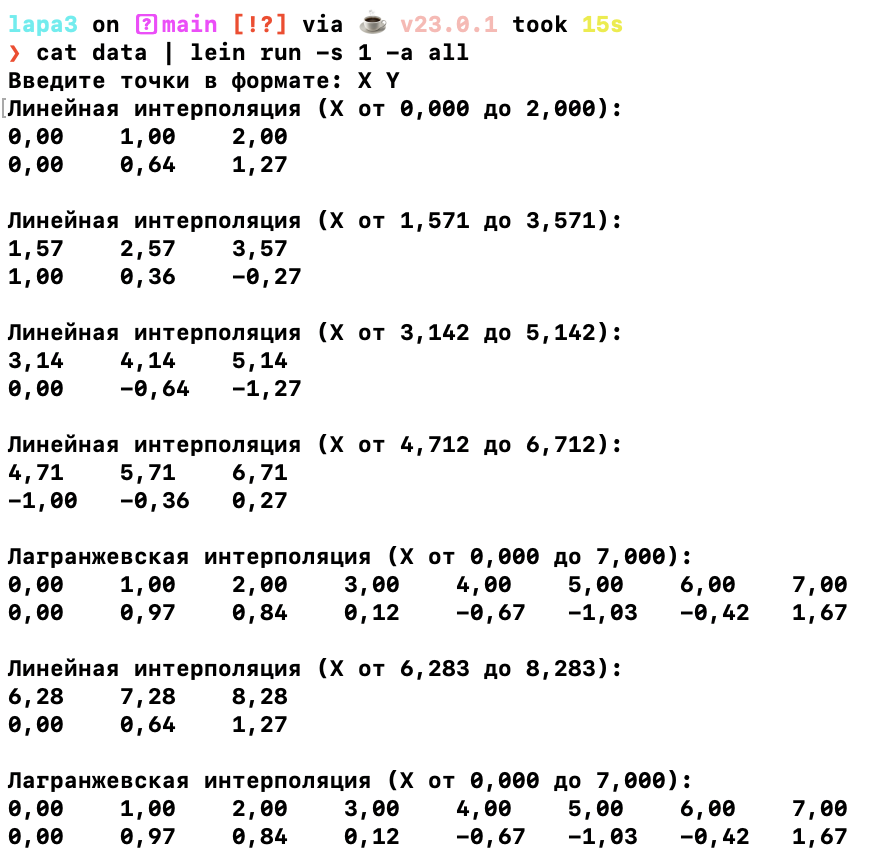 lapa3 on [?] main [!?] via ☕ v23.0.1 took 15s
❯ cat data | lein run -s 1 -a all
Введите точки в формате: X Y
Линейная интерполяция (X от 0,000 до 2,000):
0,00 1,00 2,00
0,00 0,64 1,27
Линейная интерполяция (X от 1,571 до 3,571):
1,57 2,57 3,57
1,00 0,36 -0,27
Линейная интерполяция (X от 3,142 до 5,142):
3,14 4,14 5,14
0,00 -0,64 -1,27
Линейная интерполяция (X от 4,712 до 6,712):
4,71 5,71 6,71
-1,00 -0,36 0,27
Лагранжевская интерполяция (X от 0,000 до 7,000):
0,00 1,00 2,00 3,00 4,00 5,00 6,00 7,00
0,00 0,97 0,84 0,12 -0,67 -1,03 -0,42 1,67
Линейная интерполяция (X от 6,283 до 8,283):
6,28 7,28 8,28
0,00 0,64 1,27
Лагранжевская интерполяция (X от 0,000 до 7,000):
0,00 1,00 2,00 3,00 4,00 5,00 6,00 7,00
0,00 0,97 0,84 0,12 -0,67 -1,03 -0,42 1,67